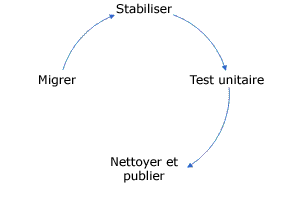 Stabiliser
Migrer
Test unitaire
Nettoyer et
publier